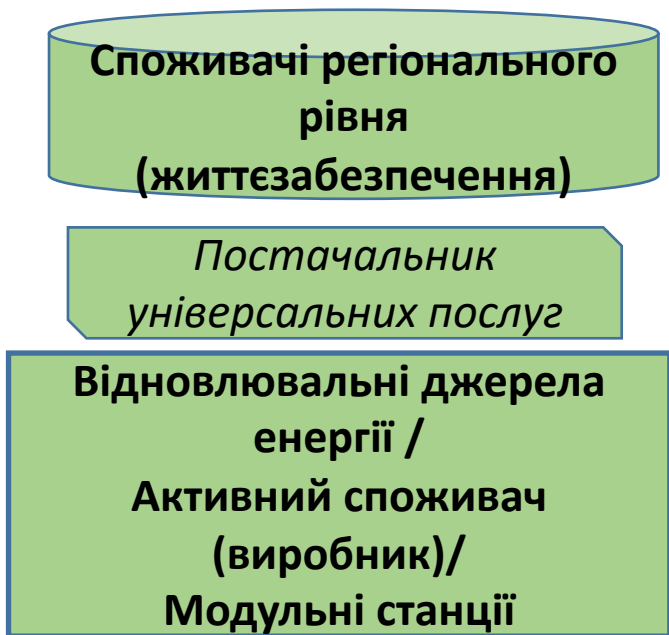 Споживачі регіонального
рівня
(життєзабезпечення)
Постачальник
універсальних послуг
Відновлювальні джерела
енергії /
Активний споживач
(виробник)/
Модульні станції